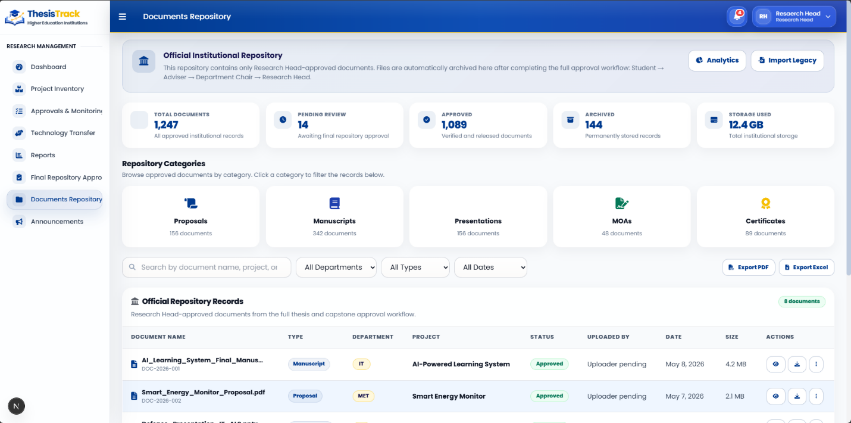 ThesisTrack
Higher Education Institutions
Documents Repository
4
RH
Research Head
Research Head
RESEARCH MANAGEMENT
Dashboard
Project Inventory
Approvals & Monitoring
Technology Transfer
Reports
Final Repository Appro
Documents Repository
Announcements
N
Official Institutional Repository
This repository contains only Research Head-approved documents. Files are automatically archived here after completing the full approval workflow: Student →
Adviser → Department Chair → Research Head.
Analytics
Import Legacy
TOTAL DOCUMENTS
1,247
All approved institutional records
PENDING REVIEW
14
Awaiting final repository approval
APPROVED
1,089
Verified and released documents
ARCHIVED
144
Permanently stored records
STORAGE USED
12.4 GB
Total institutional storage
Repository Categories
Browse approved documents by category. Click a category to filter the records below.
Proposals
156 documents
Manuscripts
342 documents
Presentations
156 documents
MOAs
45 documents
Certificates
89 documents
Search by document name, project, or
All Departments
All Types
All Dates
Export PDF
Export Excel
Official Repository Records
8 documents
Research Head-approved documents from the full thesis and capstone approval workflow.
DOCUMENT NAME TYPE DEPARTMENT PROJECT STATUS UPLOADED BY DATE SIZE ACTIONS
AI_Learning_System_Final_Manus... Manuscript IT AI-Powered Learning System Approved Uploader pending May 8, 2026 4.2 MB
DOC-2026-001
Smart_Energy_Monitor_Proposal.pdf Proposal MET Smart Energy Monitor Approved Uploader pending May 7, 2026 2.1 MB
DOC-2026-002